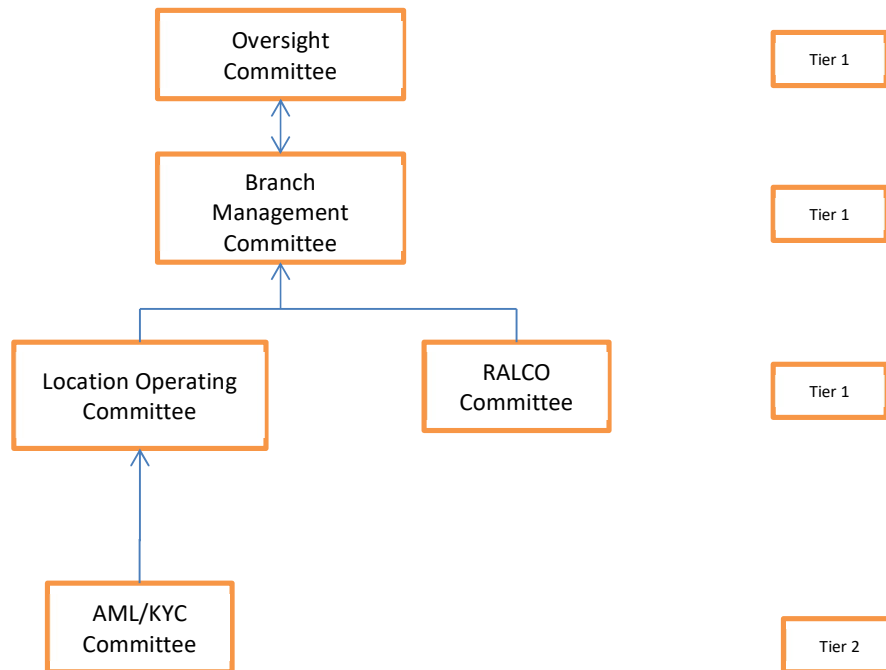 Oversight
Committee
Tier 1
Branch
Management
Committee
Tier 1
Location Operating
Committee
RALCO
Committee
Tier 1
AML/KYC
Committee
Tier 2